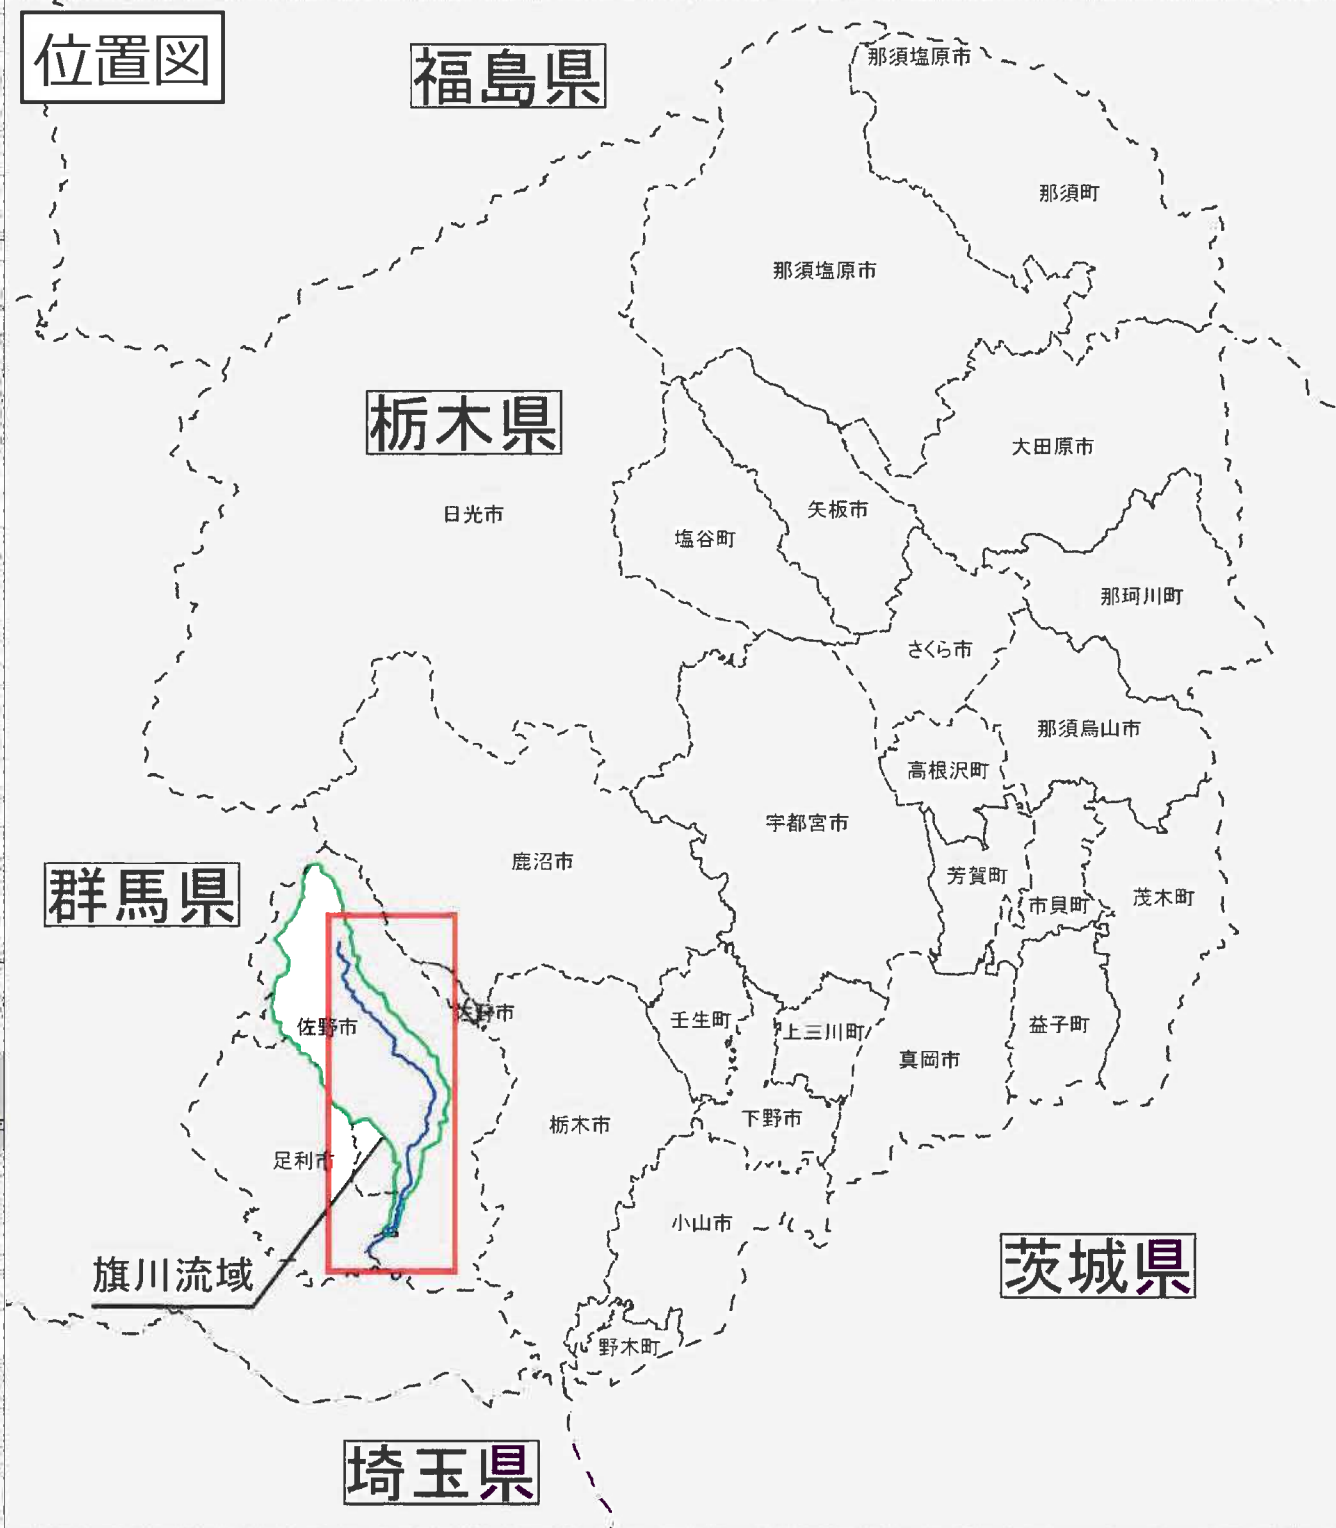 位置図
福島県
那須塩原市
那須町
那須塩原市
栃木県
大田原市
日光市
矢板市
塩谷町
那珂川町
さくら市
那須烏山市
高根沢町
宇都宮市
鹿沼市
芳賀町
群馬県
市貝町
茂木町
佐野市
佐野市
壬生町
上三川町
益子町
真岡市
栃木市
下野市
足利市
小山市
旗川流域
茨城県
野木町
埼玉県